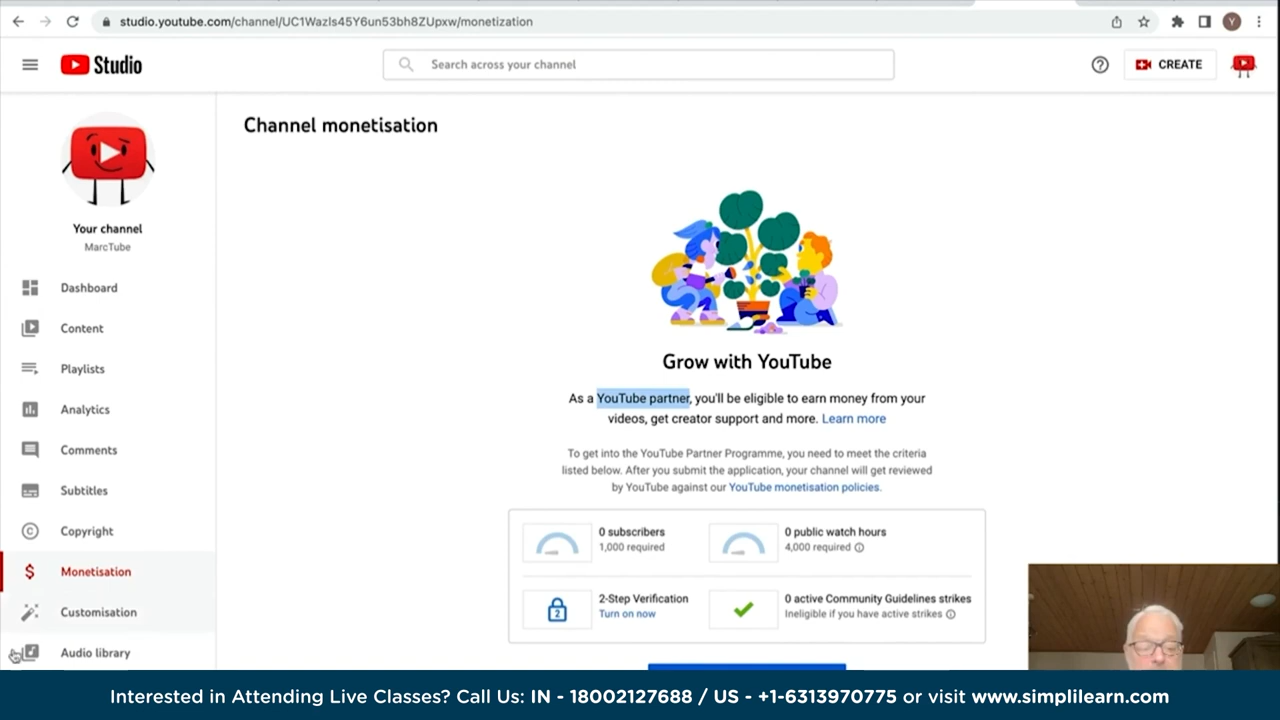 studio.youtube.com/channel/UC1Wazls45Y6un53bh8ZUpxw/monetization
Y
Studio
Search across your channel
CREATE
Channel monetisation
Your channel
MarcTube
Dashboard
Content
Playlists
Analytics
Comments
Subtitles
Copyright
Monetisation
Customisation
Audio library
Grow with YouTube
As a YouTube partner, you'll be eligible to earn money from your
videos, get creator support and more. Learn more
To get into the YouTube Partner Programme, you need to meet the criteria
listed below. After you submit the application, your channel will get reviewed
by YouTube against our YouTube monetisation policies.
0 subscribers
1,000 required
0 public watch hours
4,000 required
2
2-Step Verification
Turn on now
0 active Community Guidelines strikes
Ineligible if you have active strikes
Interested in Attending Live Classes? Call Us: IN - 18002127688 / US - +1-6313970775 or visit www.simplilearn.com